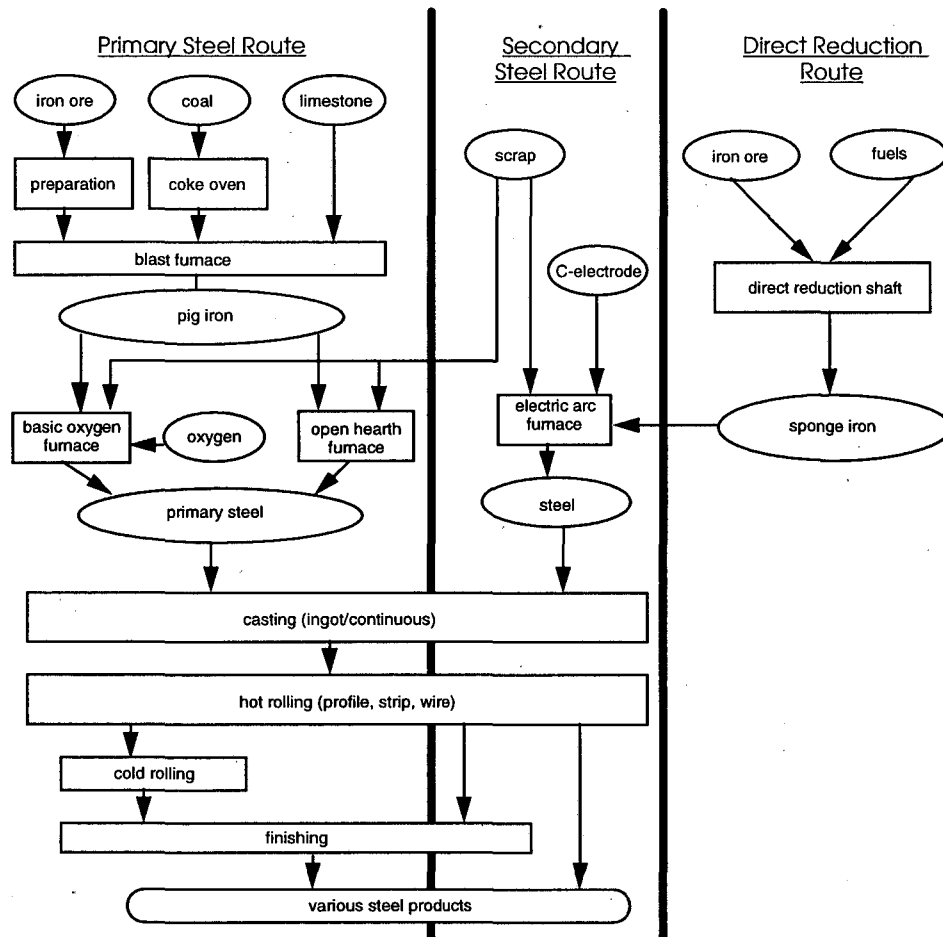 Primary Steel Route
Secondary
Steel Route
Direct Reduction
Route
iron ore
coal
limestone
scrap
iron ore
fuels
preparation
coke oven
blast furnace
C-electrode
direct reduction shaft
pig iron
basic oxygen
furnace
oxygen
open hearth
furnace
electric arc
furnace
sponge iron
primary steel
steel
casting (ingot/continuous)
hot rolling (profile, strip, wire)
cold rolling
finishing
various steel products